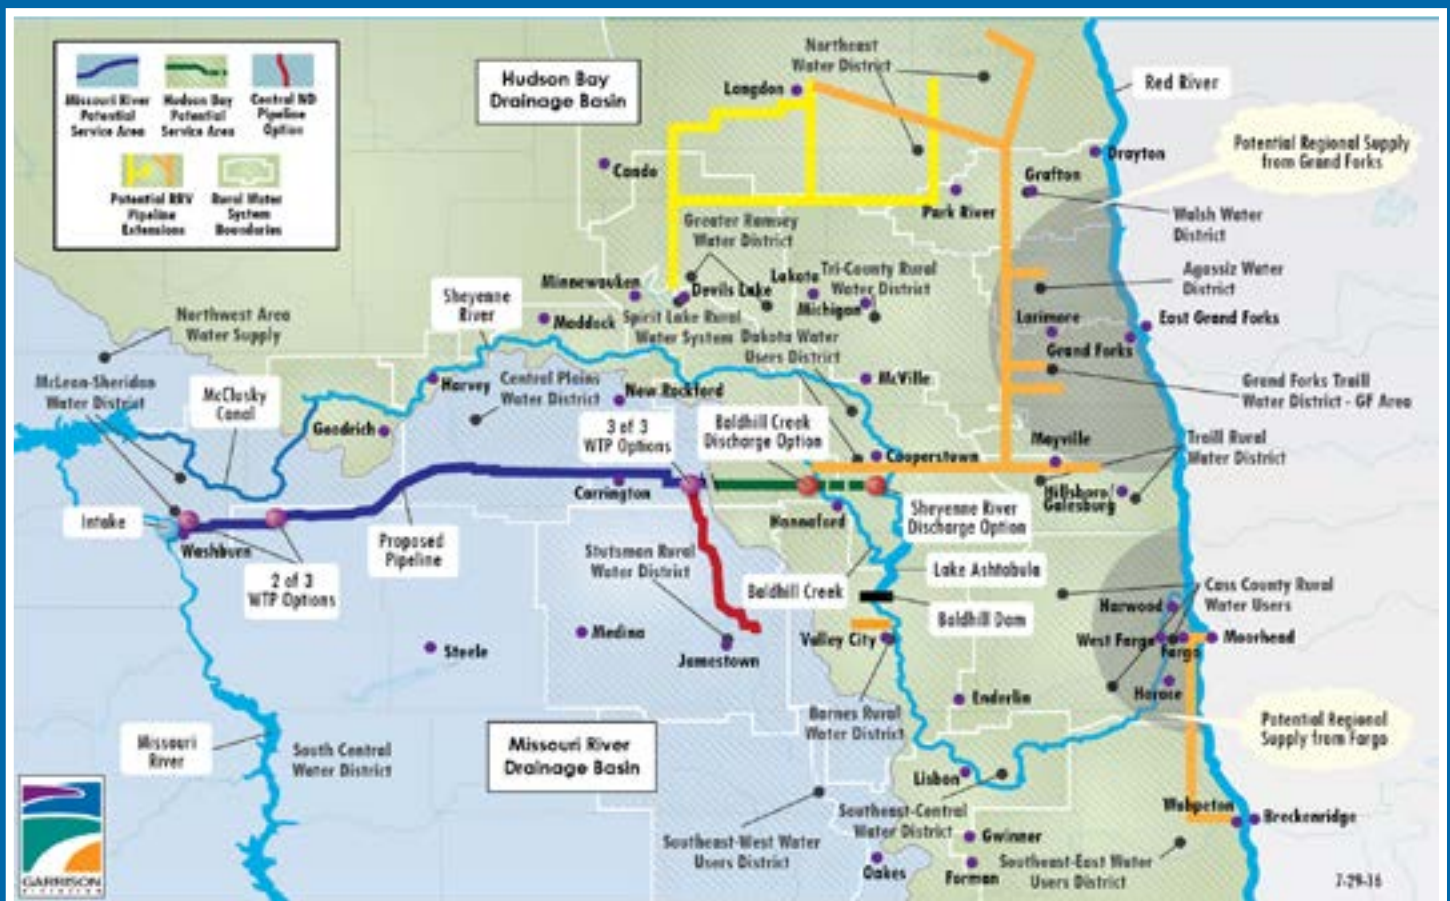 Missouri River
Potential
Service Area
Hudson Bay
Potential
Service Area
Central ND
Pipeline
Option
Potential RRV
Pipeline
Extensions
Rural Water
System
Boundaries
Hudson Bay
Drainage Basin
Northeast
Water District
Langdon
Red River
Potential Regional Supply
from Grand Forks
Cando
Drayton
Grafton
Park River
Walsh Water
District
Greater Ramsey
Water District
Agassiz Water
District
Minnewauken
Devils Lake
Lakota
Tri-County Rural
Water District
Michigan
Sheyenne
River
Northwest Area
Water Supply
Maddock
Spirit Lake Rural
Water System
Dakota Water
Users District
Larimore
East Grand Forks
Grand Forks
McLean-Sheridan
Water District
McClusky
Canal
Harvey
Central Plains
Water District
New Rockford
McVille
Grand Forks Traill
Water District - GF Area
Goodrich
3 of 3
WTP Options
Baldhill Creek
Discharge Option
Mayville
Traill Rural
Water District
Cooperstown
Carrington
Hillsboro/
Galesburg
Intake
Washburn
Proposed
Pipeline
Hannaford
Sheyenne River
Discharge Option
2 of 3
WTP Options
Stutsman Rural
Water District
Baldhill Creek
Lake Ashtabula
Baldhill Dam
Cass County Rural
Water Users
Harwood
Medina
Steele
Jamestown
Valley City
West Fargo
Fargo
Moorhead
Horace
Enderlin
Missouri
River
South Central
Water District
Missouri River
Drainage Basin
Barnes Rural
Water District
Potential Regional
Supply from Fargo
Lisbon
Southeast-Central
Water District
Wahpeton
Breckenridge
Southeast-West Water
Users District
Gwinner
Oakes
Forman
Southeast-East Water
Users District
GARRISON
7-29-16